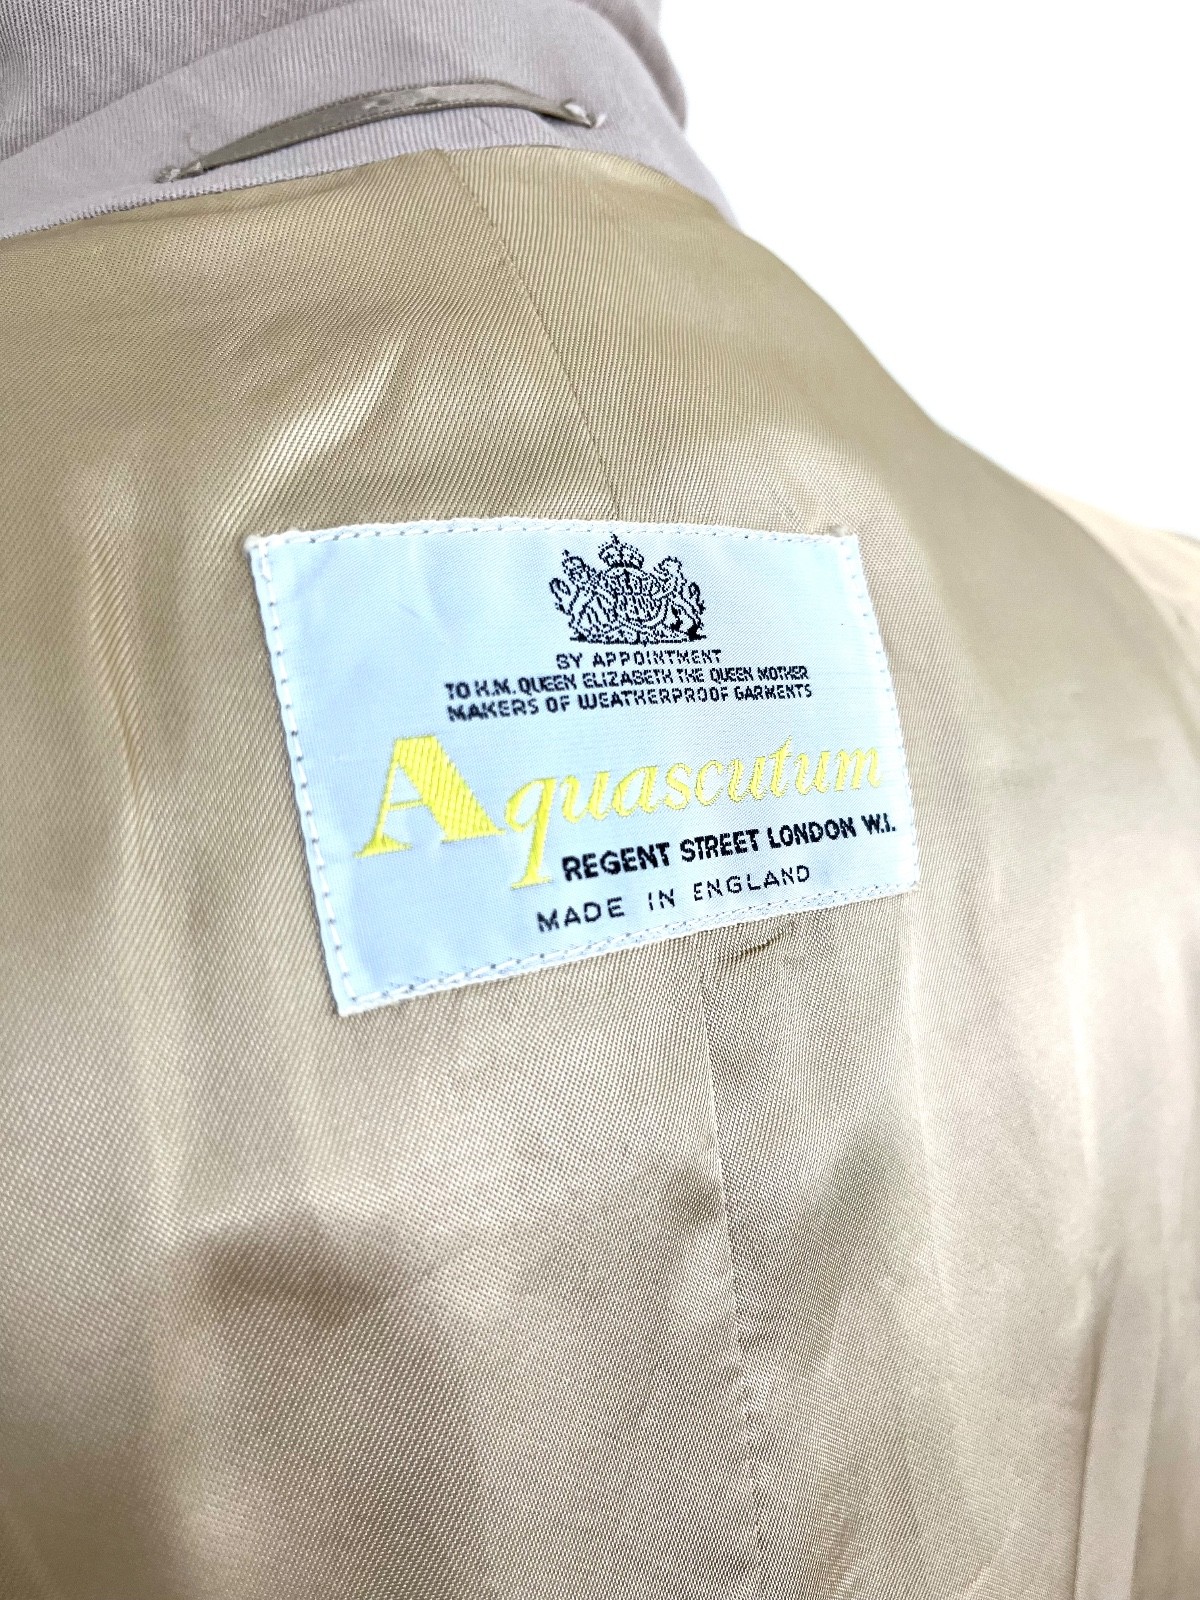 BY APPOINTMENT
TO H.M. QUEEN ELIZABETH THE QUEEN MOTHER
MAKERS OF WEATHERPROOF GARMENTS
Aquascutum
REGENT STREET LONDON W.I.
MADE IN ENGLAND